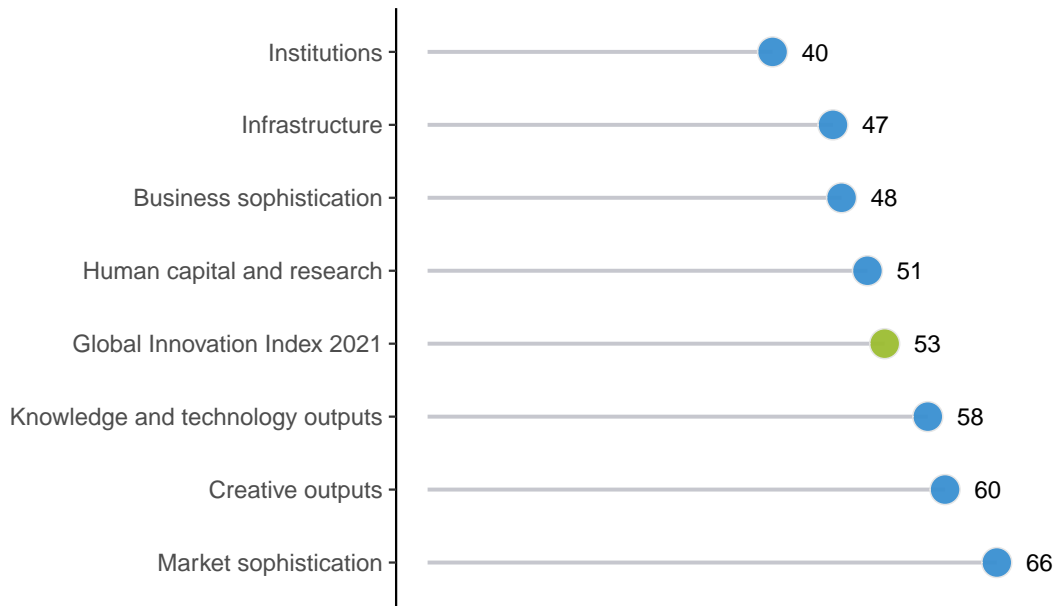 Institutions 40
Infrastructure 47
Business sophistication 48
Human capital and research 51
Global Innovation Index 2021 53
Knowledge and technology outputs 58
Creative outputs 60
Market sophistication 66